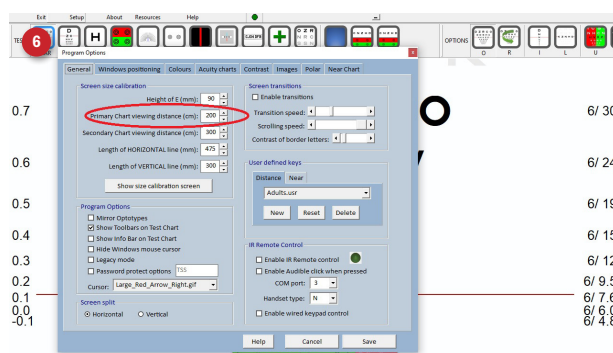 Exit Setup About Resources Help
TES
6
OPTIONS
D R I L U
Program Options
General Windows positioning Colours Acuity charts Contrast Images Polar Near Chart
Screen size calibration
Height of E (mm): 90
Primary Chart viewing distance (cm): 200
Secondary Chart viewing distance (cm): 300
Length of HORIZONTAL line (mm): 475
Length of VERTICAL line (mm): 300
Show size calibration screen
Program Options
Mirror Optotypes
Show Toolbars on Test Chart
Show Info Bar on Test Chart
Hide Windows mouse cursor
Legacy mode
Password protect options TSS
Cursor: Large_Red_Arrow_Right.gif
Screen split
Horizontal Vertical
Screen transitions
Enable transitions
Transition speed:
Scrolling speed:
Contrast of border letters:
User defined keys
Distance Near
Adults.usr
New Reset Delete
IR Remote Control
Enable IR Remote control
Enable Audible click when pressed
COM port: 3
Handset type: N
Enable wired keypad control
Help Cancel Save
0.7 O 6/ 30
0.6 6/ 24
0.5 6/ 19
0.4 6/ 15
0.3 6/ 12
0.2 6/ 9.5
0.1 6/ 7.6
0.0 6/ 6.0
-0.1 6/ 4.8